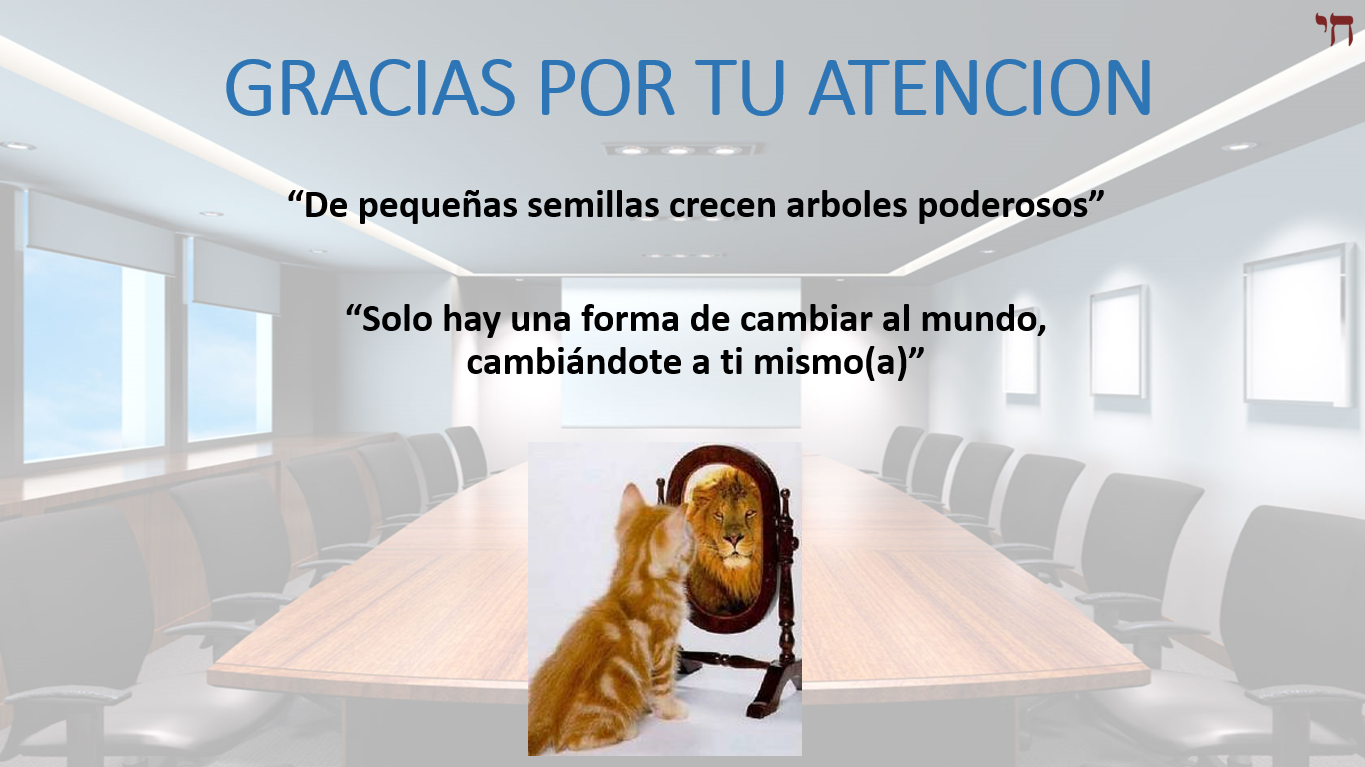 חי
GRACIAS POR TU ATENCION
“De pequeñas semillas crecen arboles poderosos”
“Solo hay una forma de cambiar al mundo,
cambiándote a ti mismo(a)”